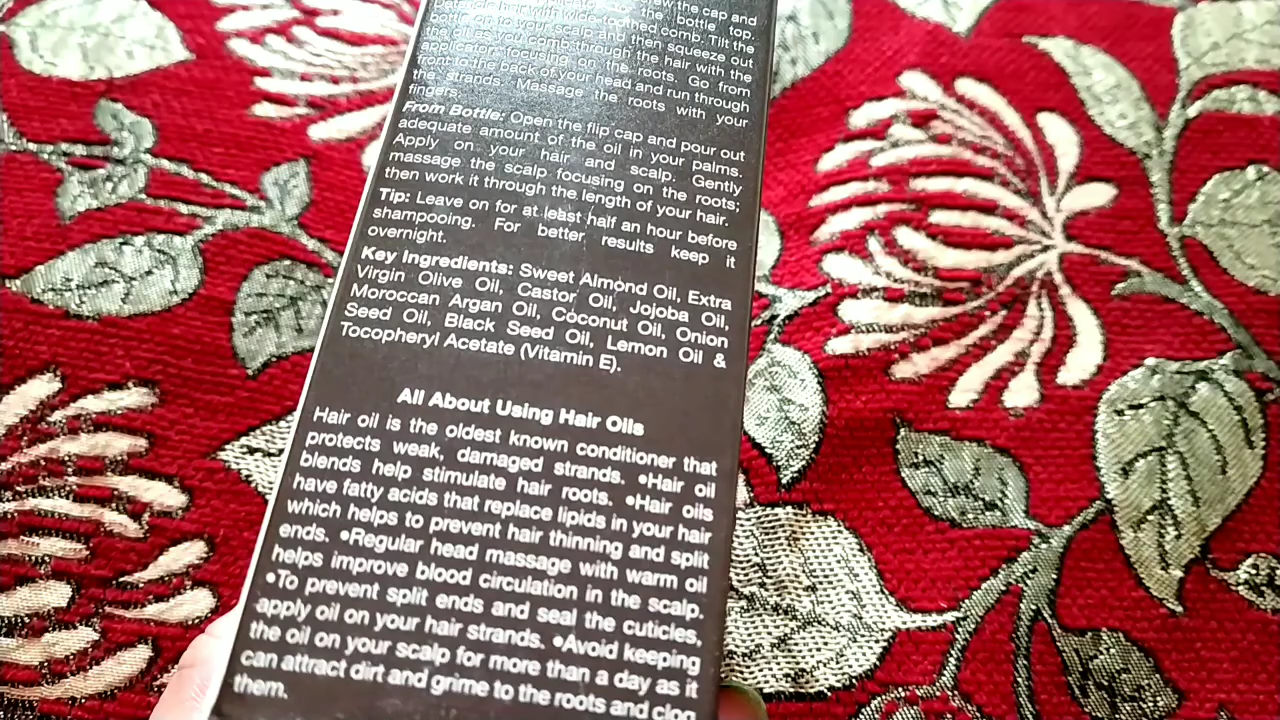 ew the cap and
to the bottle top.
hair with wide-toothed comb. Tilt the
bottle on to your scalp and then squeeze out
the oil as you comb through the hair with the
applicator; focusing on the roots. Go from
front to the back of your head and run through
the strands. Massage the roots with your
fingers.
From Bottle: Open the flip cap and pour out
adequate amount of the oil in your palms.
Apply on your hair and scalp. Gently
massage the scalp focusing on the roots;
then work it through the length of your hair.
Tip: Leave on for at least half an hour before
shampooing. For better results keep it
overnight.
Key Ingredients: Sweet Almond Oil, Extra
Virgin Olive Oil, Castor Oil, Jojoba Oil,
Moroccan Argan Oil, Coconut Oil, Onion
Seed Oil, Black Seed Oil, Lemon Oil &
Tocopheryl Acetate (Vitamin E).
All About Using Hair Oils
Hair oil is the oldest known conditioner that
protects weak, damaged strands. •Hair oil
blends help stimulate hair roots. •Hair oils
have fatty acids that replace lipids in your hair
which helps to prevent hair thinning and split
ends. •Regular head massage with warm oil
helps improve blood circulation in the scalp.
•To prevent split ends and seal the cuticles,
apply oil on your hair strands. •Avoid keeping
the oil on your scalp for more than a day as it
can attract dirt and grime to the roots and clog
them.